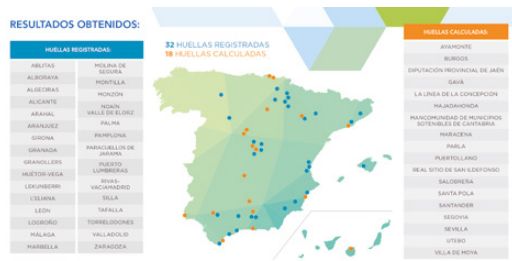 RESULTADOS OBTENIDOS:
HUELLAS
REGISTRADAS:
ABLITAS
ALBORAYA
ALGECIRAS
ALICANTE
ARAHAL
ARANJUEZ
GIRONA
GRANADA
GRANOLLERS
HUÉTOR-VEGA
LEKUNBERRI
L'ELIANA
LEÓN
LOGROÑO
MÁLAGA
MARBELLA
MOLINA DE
SEGURA
MONTILLA
MONZÓN
NOAÍN
VALLE DE ELORZ
PALMA
PAMPLONA
PARACUELLOS DE
JARAMA
PUERTO
LUMBRERAS
RIVAS-
VACIAMADRID
SILLA
TAFALLA
TORRELODONES
VALLADOLID
ZARAGOZA
32 HUELLAS REGISTRADAS
18 HUELLAS CALCULADAS
HUELLAS CALCULADAS:
AYAMONTE
BURGOS
DIPUTACIÓN PROVINCIAL DE JAÉN
GAVÁ
LA LÍNEA DE LA CONCEPCIÓN
MAJADAHONDA
MANCOMUNIDAD DE MUNICIPIOS
SOTENIBLES DE CANTABRIA
MARACENA
PARLA
PUERTOLLANO
REAL SITIO DE SAN ILDEFONSO
SALOBREÑA
SANTA POLA
SANTANDER
SEGOVIA
SEVILLA
UTEBO
VILLA DE MOYA